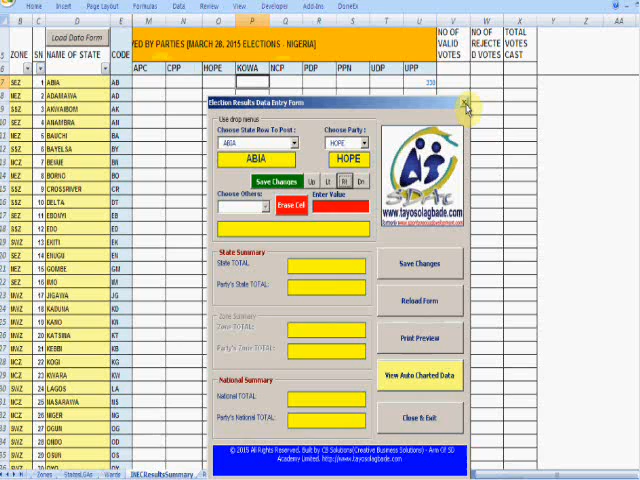 Home Insert Page Layout Formulas Data Review View Developer Add-Ins DoneEx
B C D E M N O P Q R S T U V W X Y Z AA
Load Data Form
VED BY PARTIES [MARCH 28, 2015 ELECTIONS - NIGERIA]
NO OF VALID VOTES
NO OF REJECTE D VOTES
TOTAL VOTES CAST
ZONE SN NAME OF STATE CODE
APC CPP HOPE KOWA NCP PDP PPN UDP UPP
SEZ 1 ABIA AB 330
NEZ 2 ADAMAWA AD
SSZ 3 AKWAIBOM AK
SEZ 4 ANAMBRA AN
NEZ 5 BAUCHI BA
SSZ 6 BAYELSA BY
NCZ 7 BENUE BN
NEZ 8 BORNO BO
SSZ 9 CROSSRIVER CR
SSZ 10 DELTA DT
SEZ 11 EBONYI EB
SSZ 12 EDO ED
SWZ 13 EKITI EK
SEZ 14 ENUGU EN
NEZ 15 GOMBE GM
SEZ 16 IMO IM
NWZ 17 JIGAWA JG
NWZ 18 KADUNA KD
NWZ 19 KANO KN
NWZ 20 KATSINA KT
NWZ 21 KEBBI KB
NCZ 22 KOGI KG
NCZ 23 KWARA KW
SWZ 24 LAGOS LA
NCZ 25 NASARAWA NS
NCZ 26 NIGER NG
SWZ 27 OGUN OG
SWZ 28 ONDO OD
SWZ 29 OSUN OS
Election Results Data Entry Form
Use drop menus
Choose State Row To Post: Choose Party:
ABIA HOPE
ABIA HOPE
Save Changes Up Lt Rt Dn
Choose Others: Enter Value
Erase Cell
SDAc
www.tayosolagbade.com
State Summary
State TOTAL
Party's State TOTAL:
Zone Summary
Zone TOTAL:
Party's Zone TOTAL:
National Summary
National TOTAL
Party's National TOTAL:
Save Changes
Reload Form
Print Preview
View Auto Charted Data
Close & Exit
© 2015 All Rights Reserved. Built by CB Solutions(Creative Business Solutions) - Arm Of SD
Academy Limited. http://www.tayosolagbade.com
Zones StatesLGAs Wards INECResultsSummary